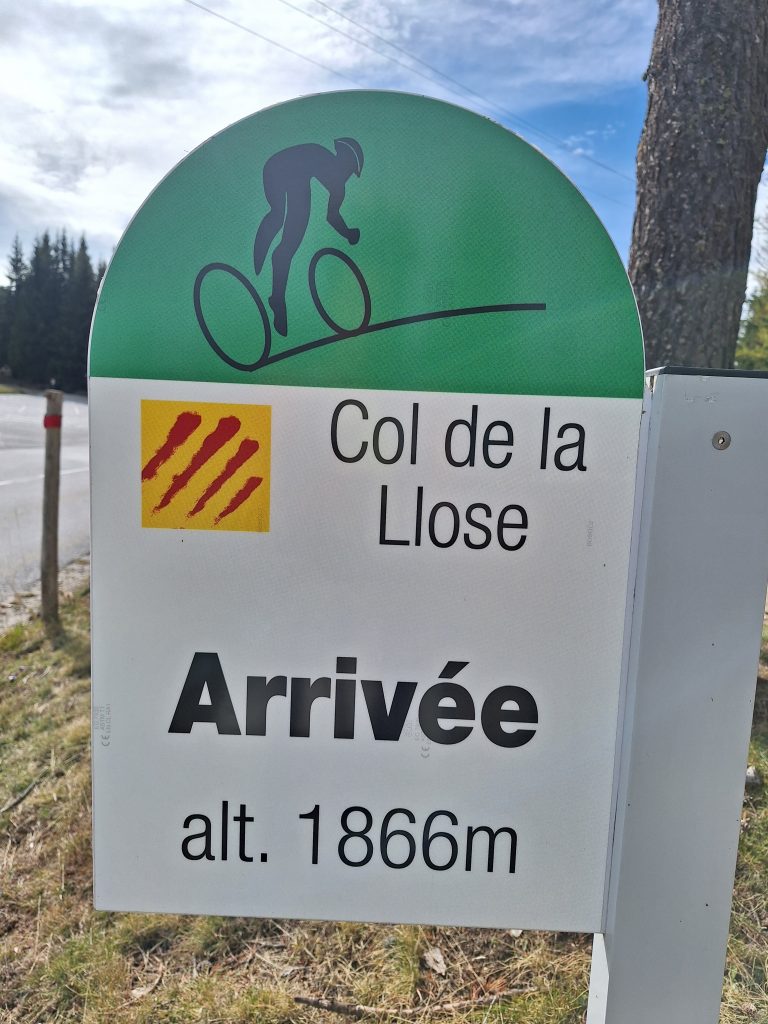 Col de la
Llose
Arrivée
alt. 1866m